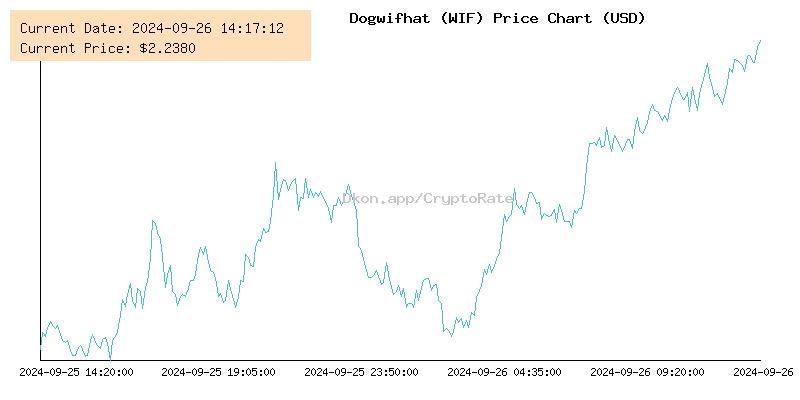 Dogwifhat (WIF) Price Chart (USD)
Current Date: 2024-09-26 14:17:12
Current Price: $2.2380
Dkon.app/CryptoRate
2024-09-25 14:20:00
2024-09-25 19:05:00
2024-09-25 23:50:00
2024-09-26 04:35:00
2024-09-26 09:20:00
2024-09-26